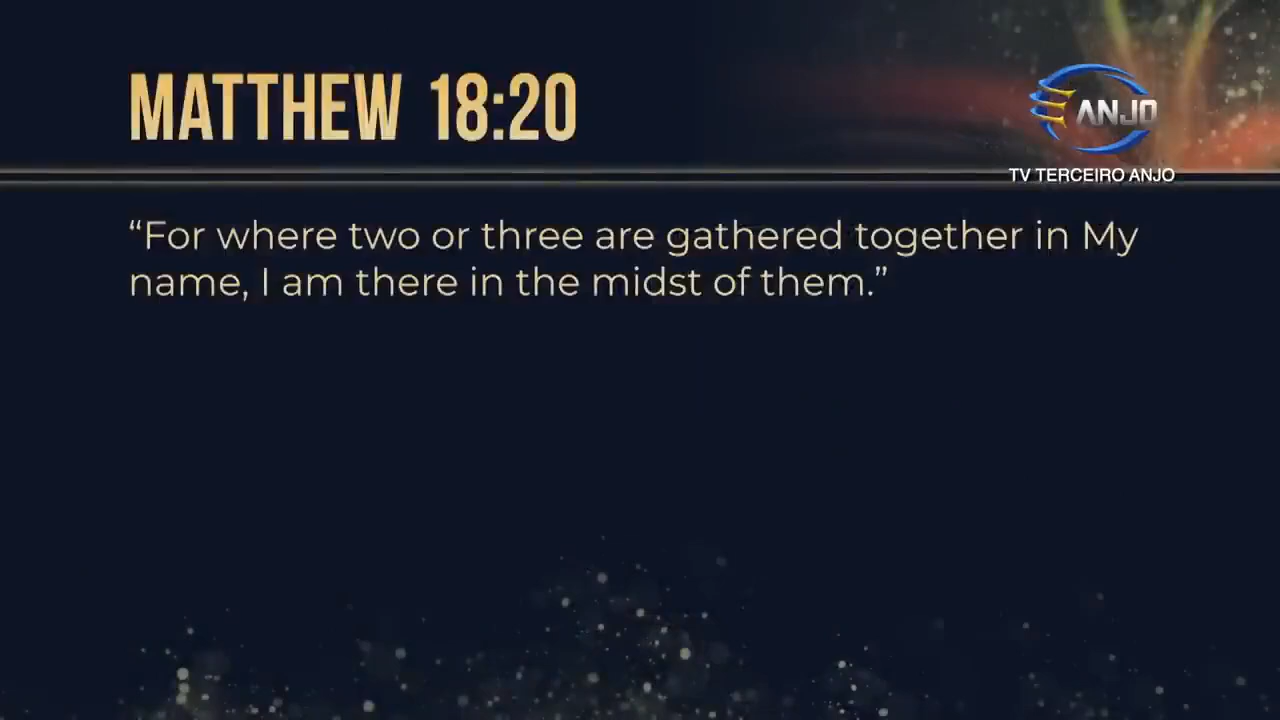 MATTHEW 18:20
ANJO
TV TERCEIRO ANJO
“For where two or three are gathered together in My
name, I am there in the midst of them.”